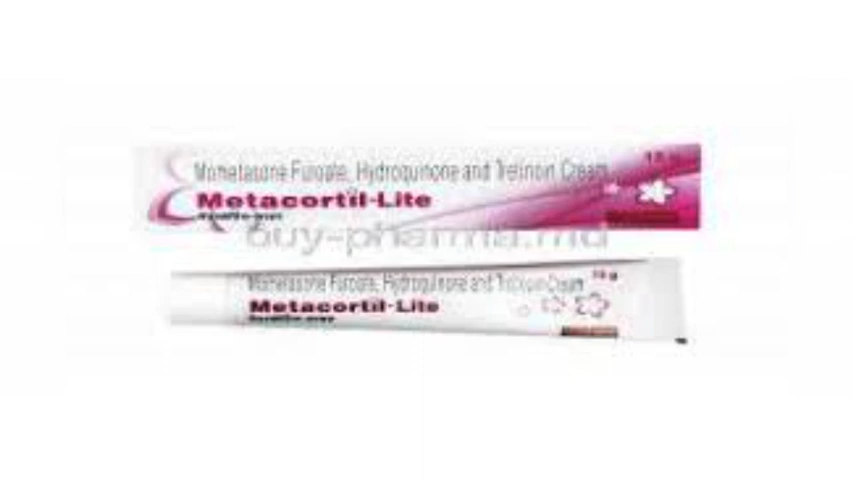 Mometasone Furoate, Hydroquinone and Tretinoin Cream
Metacortil-Lite
buy-pharma.md
Mometasone Furoate, Hydroquinone and Tretinoin Cream
Metacortil-Lite